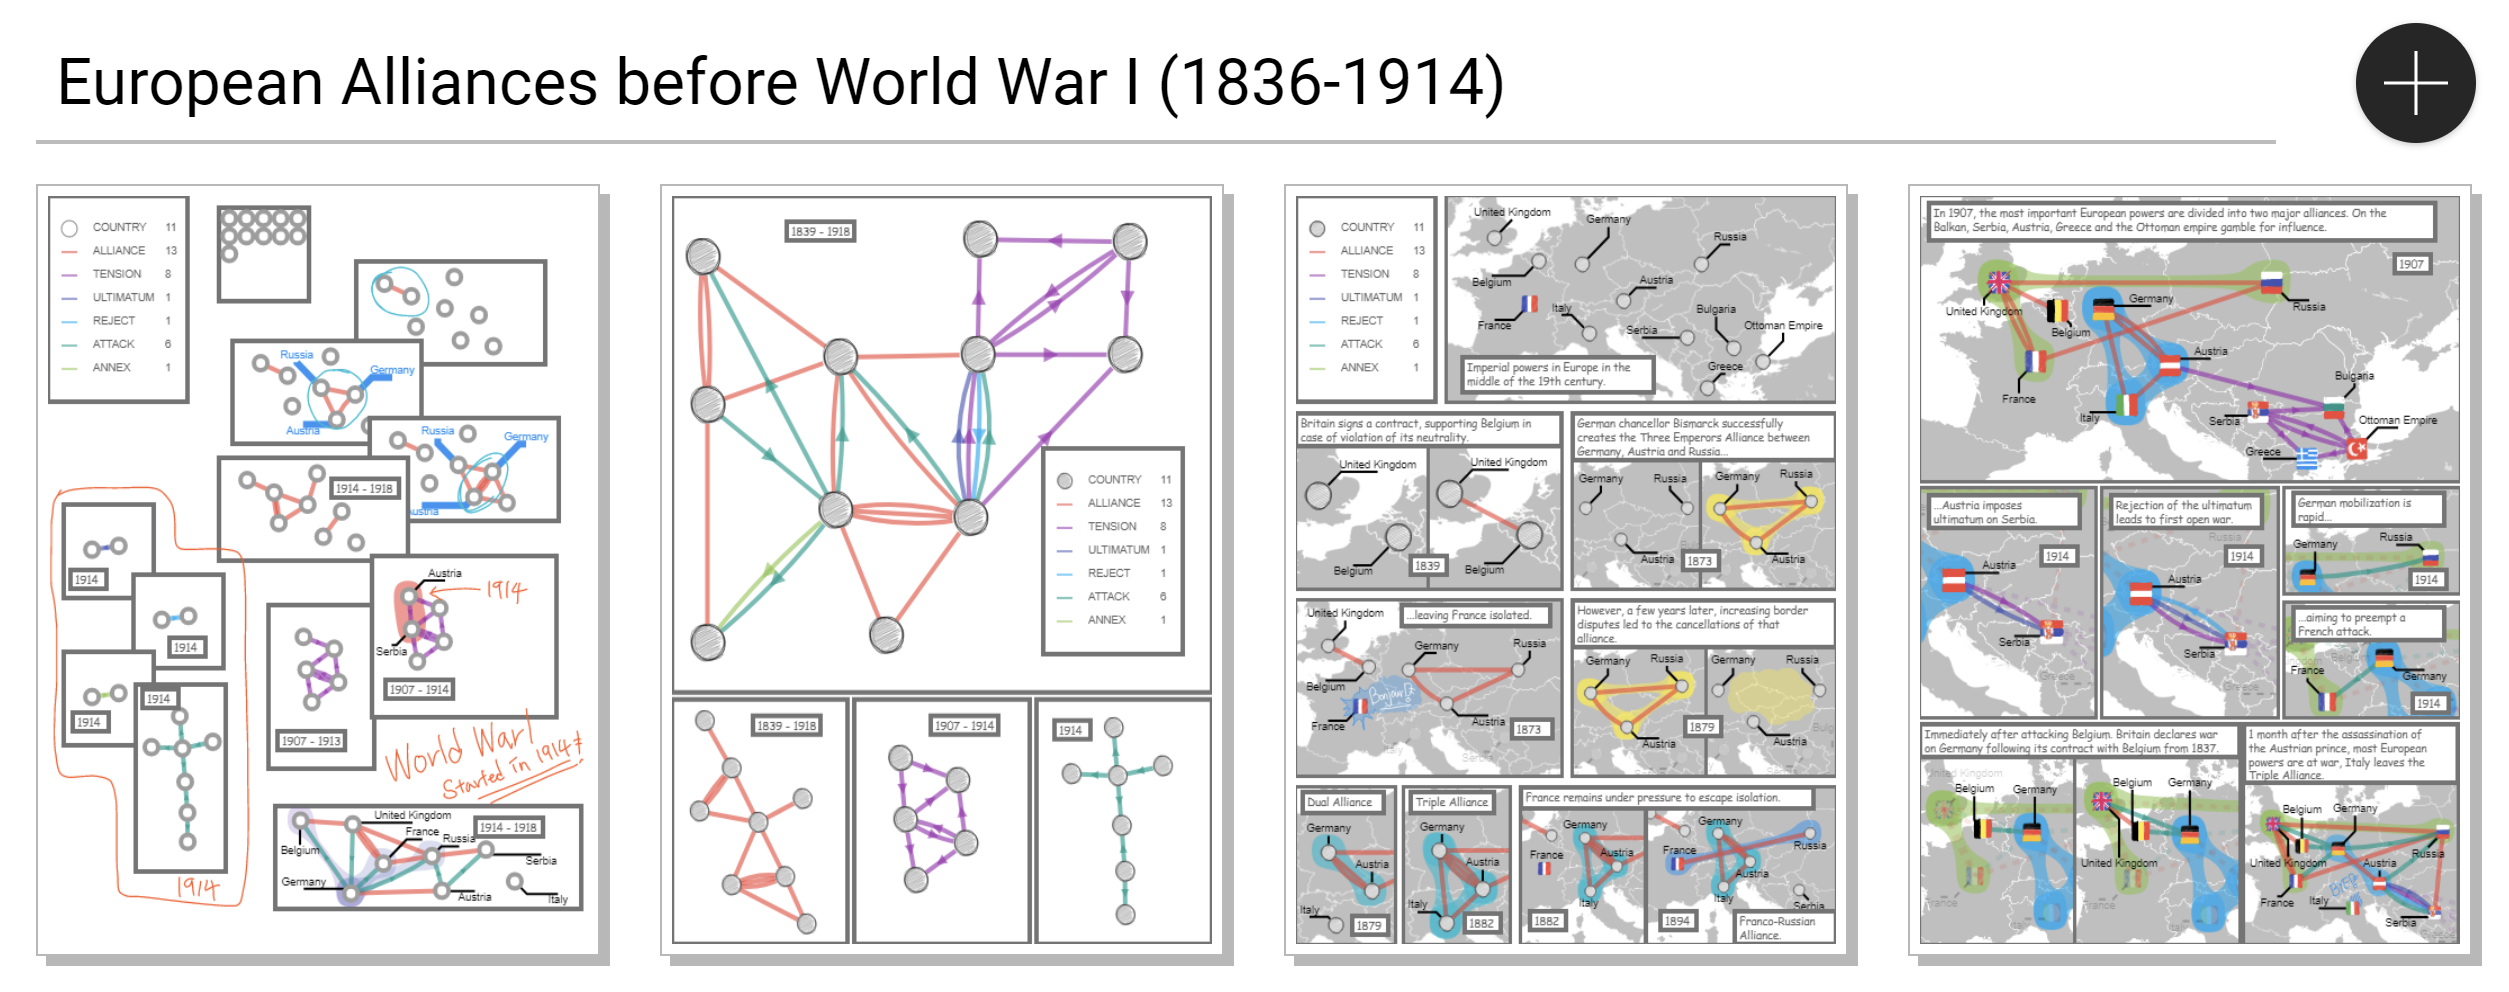 European Alliances before World War I (1836-1914)
COUNTRY 11
ALLIANCE 13
TENSION 8
ULTIMATUM 1
REJECT 1
ATTACK 6
ANNEX 1
Russia
Germany
Austria
Russia
Germany
Austria
1914 - 1918
1914
1914
1914
1914
1914
Austria
1914
Serbia
1907 - 1914
1907 - 1913
World War I
Started in 1914
United Kingdom
1914 - 1918
France
Russia
Belgium
Serbia
Germany
Austria
Italy
1839 - 1918
COUNTRY 11
ALLIANCE 13
TENSION 8
ULTIMATUM 1
REJECT 1
ATTACK 6
ANNEX 1
1839 - 1918
1907 - 1914
1914
COUNTRY 11
ALLIANCE 13
TENSION 8
ULTIMATUM 1
REJECT 1
ATTACK 6
ANNEX 1
United Kingdom
Germany
Russia
Belgium
Austria
Italy
Bulgaria
France
Serbia
Ottoman Empire
Greece
Imperial powers in Europe in the
middle of the 19th century.
Britain signs a contract, supporting Belgium in
case of violation of its neutrality.
United Kingdom
United Kingdom
Belgium
1839
Belgium
German chancellor Bismarck successfully
creates the Three Emperors Alliance between
Germany, Austria and Russia...
Germany
Russia
Germany
Russia
Austria
1873
Austria
United Kingdom
...leaving France isolated.
Germany
Russia
Belgium
Bonjour?
France
Austria
1873
However, a few years later, increasing border
disputes led to the cancellations of that
alliance.
Germany
Russia
Germany
Russia
Austria
1879
Austria
Dual Alliance
Germany
Austria
Italy
1879
Triple Alliance
Germany
Austria
Italy
1882
France remains under pressure to escape isolation.
Germany
France
Austria
Italy
1882
Germany
France
Russia
Austria
Italy
Serbia
1894
Franco-Russian
Alliance.
In 1907, the most important European powers are divided into two major alliances. On the
Balkan, Serbia, Austria, Greece and the Ottoman empire gamble for influence.
1907
United Kingdom
Germany
Russia
Belgium
Austria
France
Italy
Bulgaria
Serbia
Ottoman Empire
Greece
...Austria imposes
ultimatum on Serbia.
1914
Austria
Serbia
Greece
Rejection of the ultimatum
leads to first open war.
1914
Austria
Serbia
Greece
German mobilization is
rapid...
Germany
Russia
1914
...aiming to preempt a
French attack.
France
Germany
1914
Immediately after attacking Belgium. Britain declares war
on Germany following its contract with Belgium from 1837.
United Kingdom
Belgium
Germany
France
Belgium
Germany
United Kingdom
France
1 month after the assassination of
the Austrian prince, most European
powers are at war, Italy leaves the
Triple Alliance.
Belgium
Germany
United Kingdom
Austria
Russia
France
Italy
Serbia
Greece